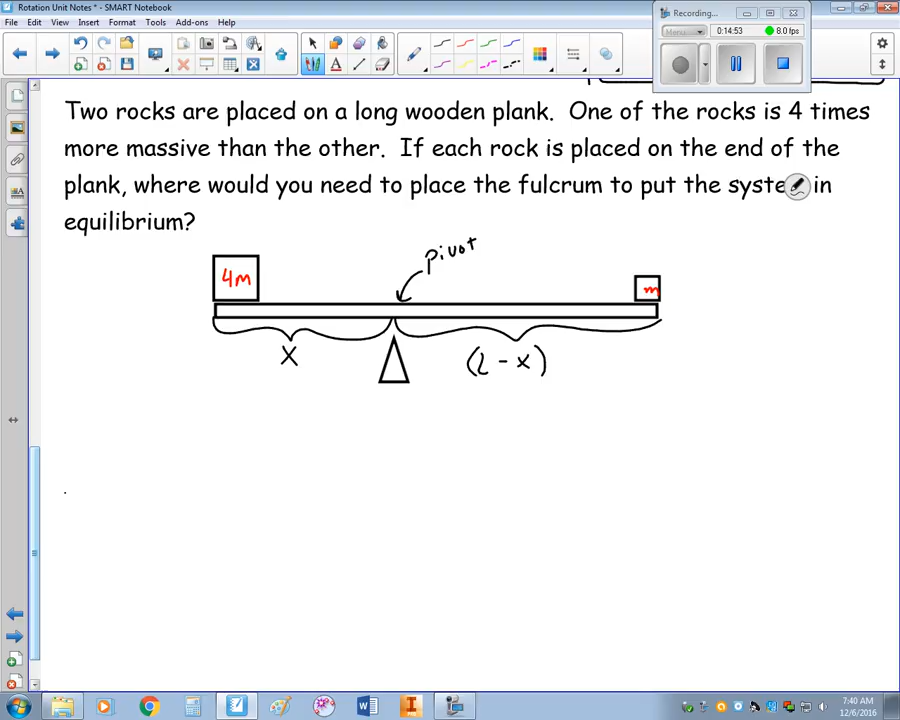 Rotation Unit Notes * - SMART Notebook
File Edit View Insert Format Tools Add-ons Help
Recording...
Menu
0:14:53
8.0 fps
Two rocks are placed on a long wooden plank. One of the rocks is 4 times
more massive than the other. If each rock is placed on the end of the
plank, where would you need to place the fulcrum to put the syste in
equilibrium?
pivot
4m
m
x
(L - x)
7:40 AM
12/6/2016